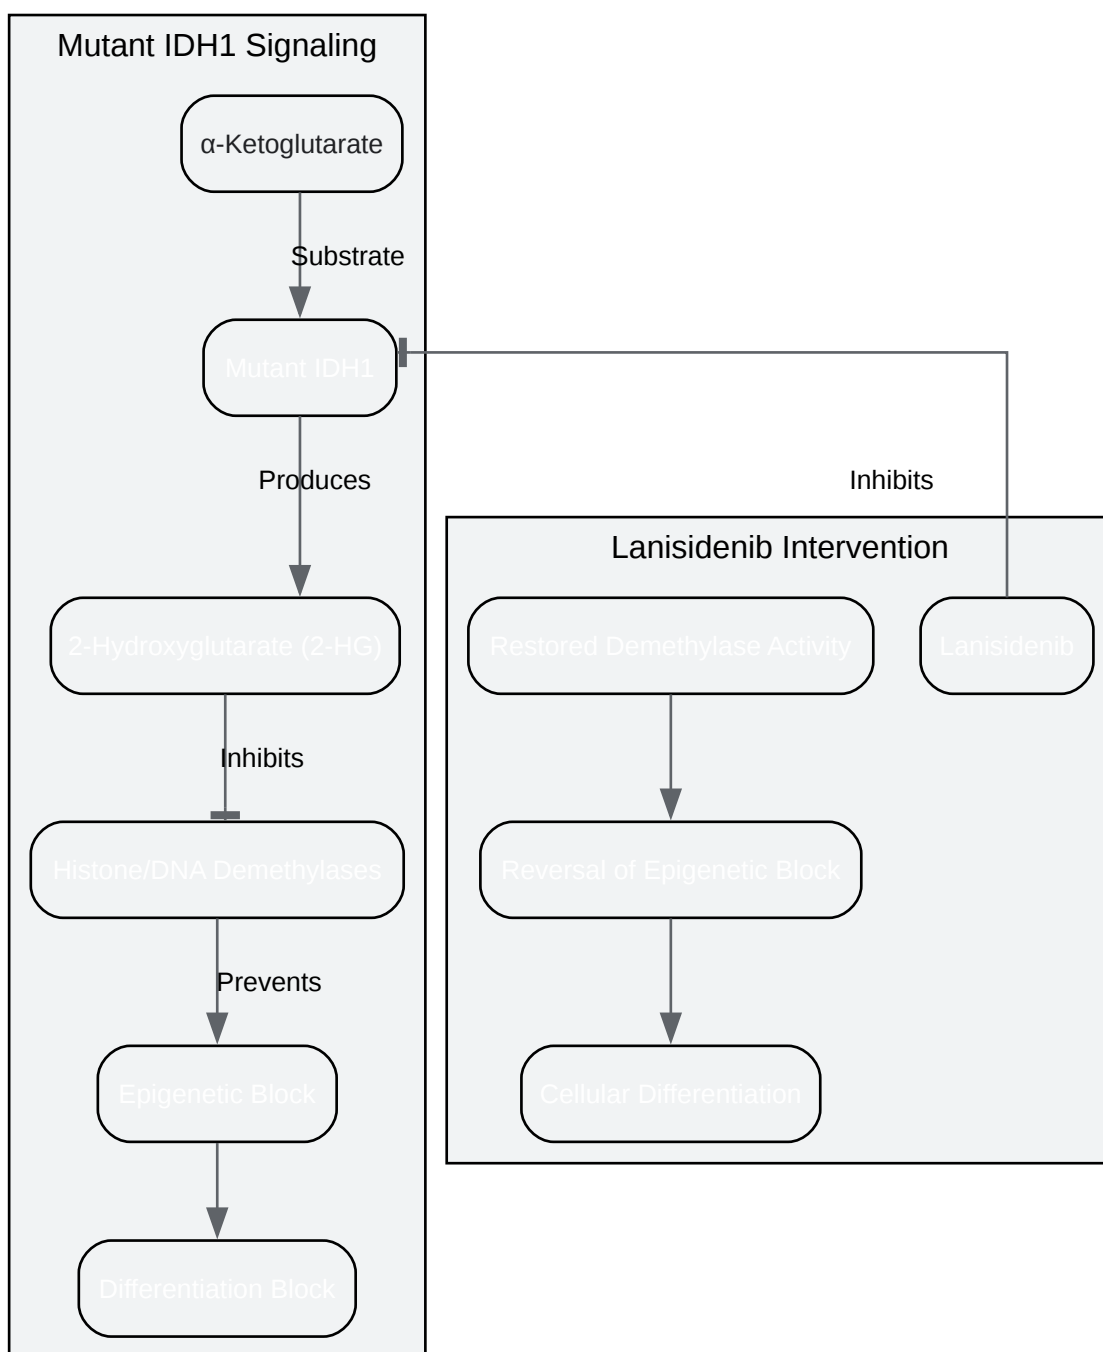 Mutant IDH1 Signaling
α-Ketoglutarate
Substrate
Mutant IDH1
Produces
2-Hydroxyglutarate (2-HG)
Inhibits
Histone/DNA Demethylases
Prevents
Epigenetic Block
Differentiation Block
Inhibits
Lanisidenib Intervention
Restored Demethylase Activity
Lanisidenib
Reversal of Epigenetic Block
Cellular Differentiation